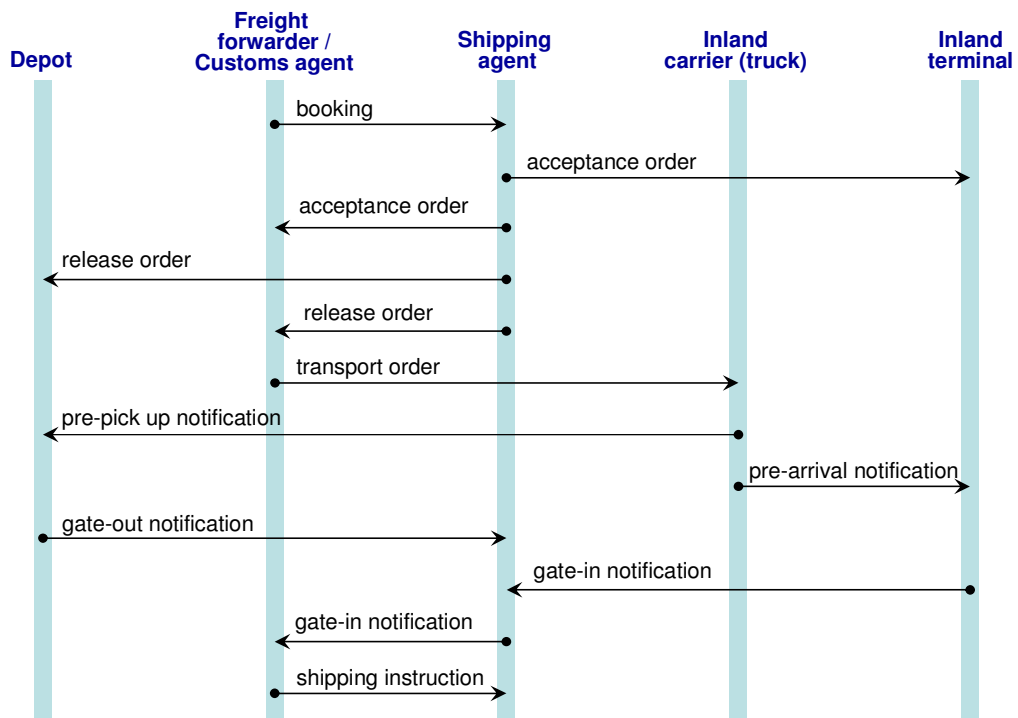 Depot
Freight
forwarder /
Customs agent
Shipping
agent
Inland
carrier (truck)
Inland
terminal
booking
acceptance order
acceptance order
release order
release order
transport order
pre-pick up notification
pre-arrival notification
gate-out notification
gate-in notification
gate-in notification
shipping instruction